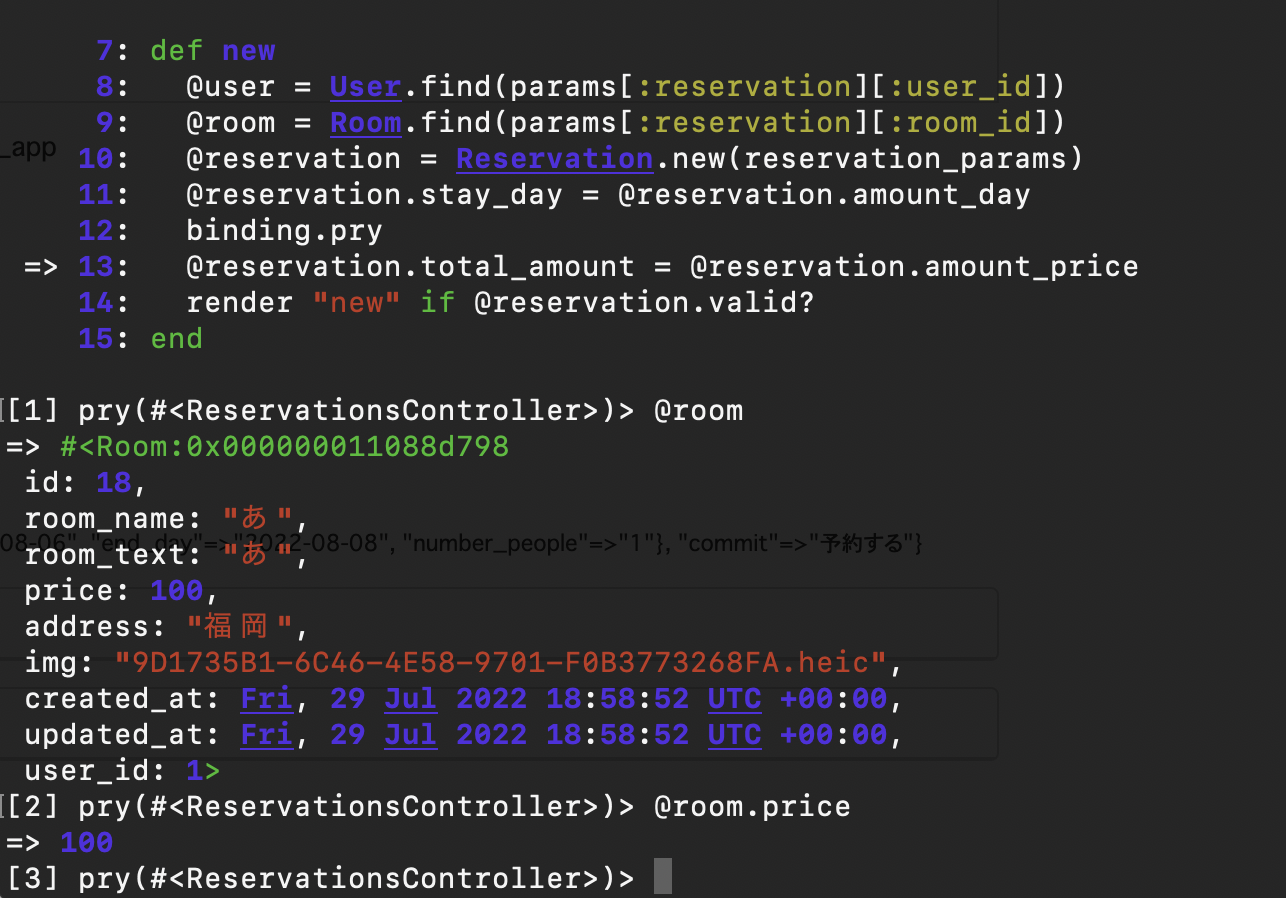 7: def new
8: @user = User.find(params[:reservation][:user_id])
9: @room = Room.find(params[:reservation][:room_id])
_app
10: @reservation = Reservation.new(reservation_params)
11: @reservation.stay_day = @reservation.amount_day
12: binding.pry
=> 13: @reservation.total_amount = @reservation.amount_price
14: render "new" if @reservation.valid?
15: end
[[1] pry(#<ReservationsController>)> @room
=> #<Room:0x000000011088d798
id: 18,
room_name: "あ",
08-06", "end_day"=>"2022-08-08", "number_people"=>"1"}, "commit"=>"予約する"}
room_text: "あ",
price: 100,
address: "福岡",
img: "9D1735B1-6C46-4E58-9701-F0B3773268FA.heic",
created_at: Fri, 29 Jul 2022 18:58:52 UTC +00:00,
updated_at: Fri, 29 Jul 2022 18:58:52 UTC +00:00,
user_id: 1>
[[2] pry(#<ReservationsController>)> @room.price
=> 100
[3] pry(#<ReservationsController>)>